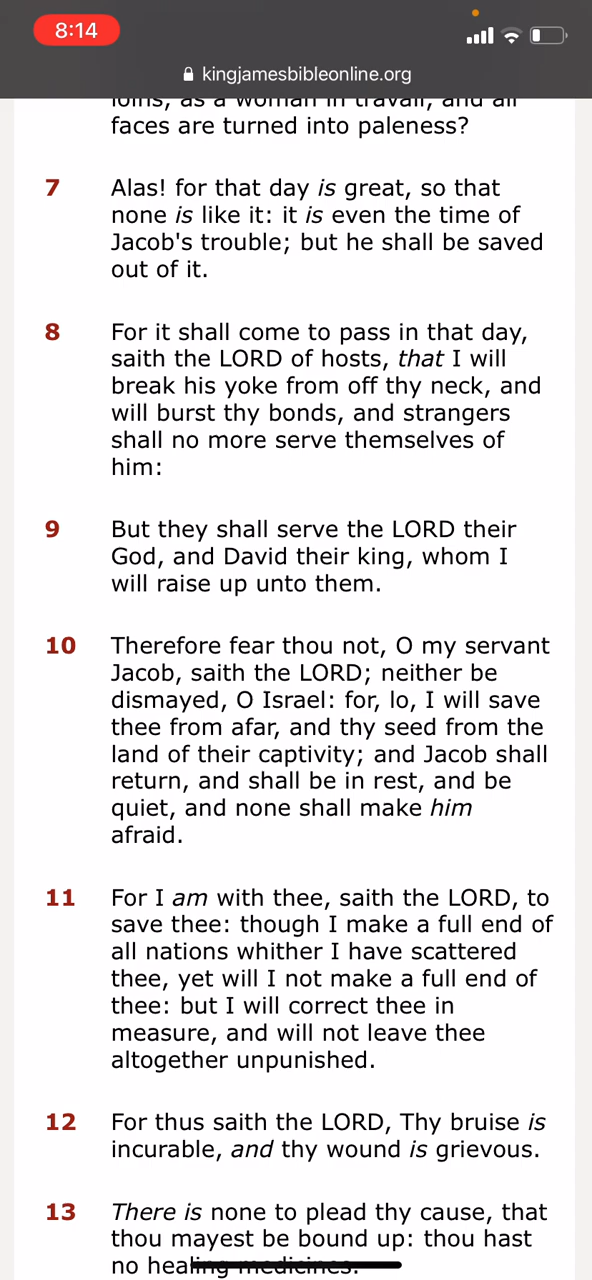 8:14
kingjamesbibleonline.org
loins, as a woman in travail, and all
faces are turned into paleness?
7 Alas! for that day is great, so that
none is like it: it is even the time of
Jacob's trouble; but he shall be saved
out of it.
8 For it shall come to pass in that day,
saith the LORD of hosts, that I will
break his yoke from off thy neck, and
will burst thy bonds, and strangers
shall no more serve themselves of
him:
9 But they shall serve the LORD their
God, and David their king, whom I
will raise up unto them.
10 Therefore fear thou not, O my servant
Jacob, saith the LORD; neither be
dismayed, O Israel: for, lo, I will save
thee from afar, and thy seed from the
land of their captivity; and Jacob shall
return, and shall be in rest, and be
quiet, and none shall make him
afraid.
11 For I am with thee, saith the LORD, to
save thee: though I make a full end of
all nations whither I have scattered
thee, yet will I not make a full end of
thee: but I will correct thee in
measure, and will not leave thee
altogether unpunished.
12 For thus saith the LORD, Thy bruise is
incurable, and thy wound is grievous.
13 There is none to plead thy cause, that
thou mayest be bound up: thou hast
no healing medicines.